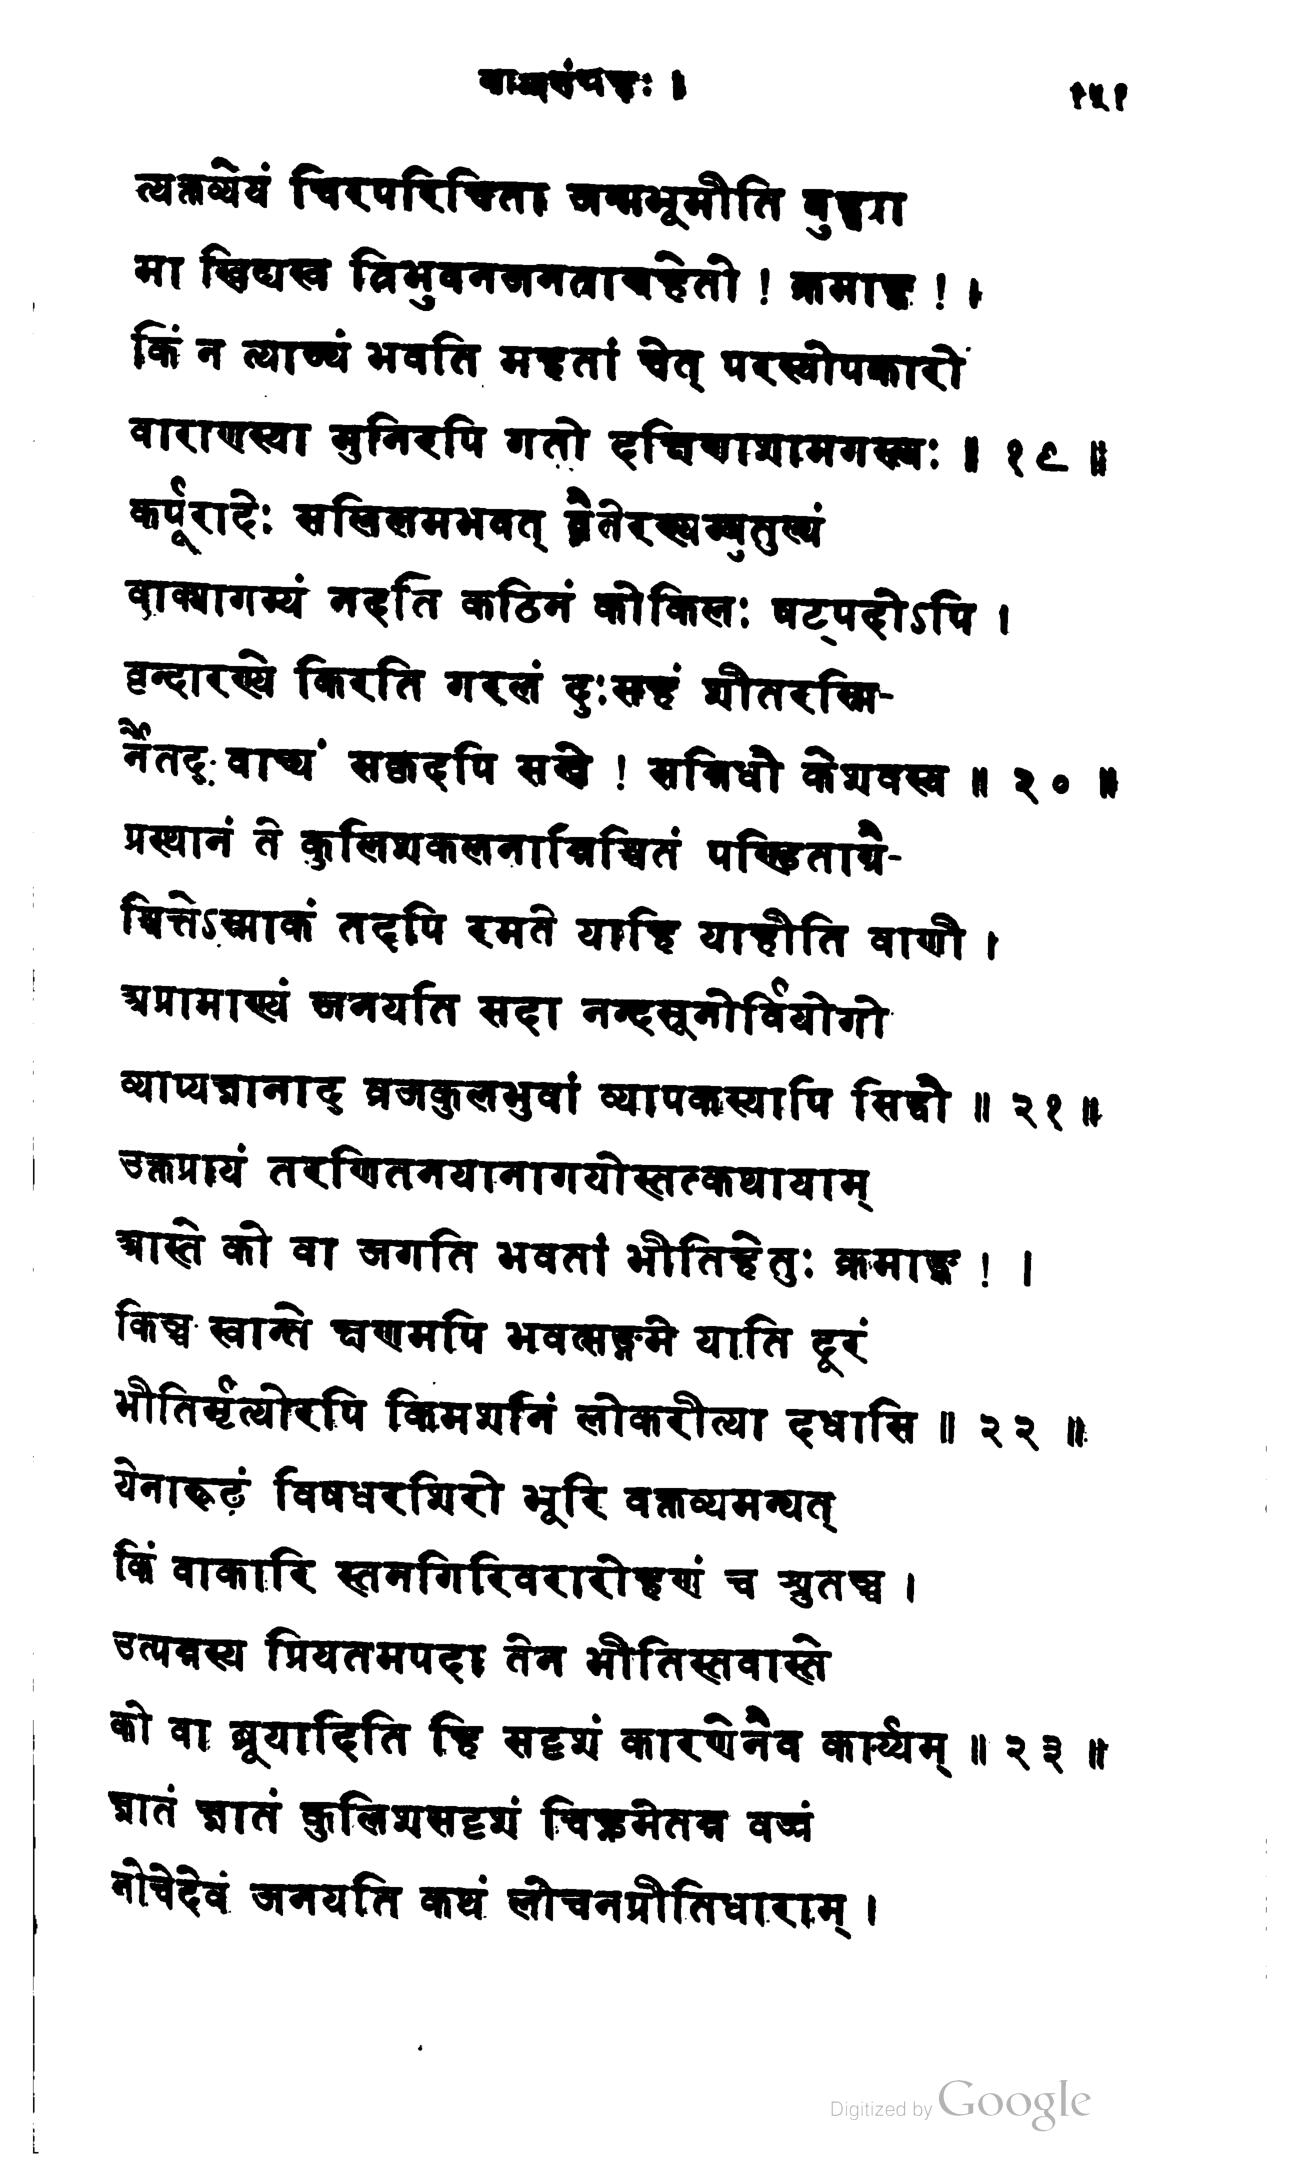 काव्यसंग्रहः । १५१
त्यक्तव्येयं चिरपरिचिता जन्मभूमीति बुद्ध्या
मा खिद्यस्व त्रिभुवनजनत्राणहेतो ! क्रमाङ्क ! ।
किं न त्याज्यं भवति महतां चेत् परस्योपकारो
वाराणस्या मुनिरपि गतो दक्षिणाशामगस्त्यः ॥ १९ ॥
कर्पूरादेः सलिलमभवत् व्रैतेरस्यम्बुतुल्यं
वाक्यागम्यं नदति कठिनं कोकिलः षट्पदोऽपि ।
वृन्दारण्ये किरति गरलं दुःसहं शीतरश्मि-
र्नैतद् वाच्यं सकृदपि सखे ! सन्निधौ केशवस्य ॥ २० ॥
प्रस्थानं ते कुलिशकलनान्निश्चितं पण्डिताग्रै-
श्चित्तेऽस्माकं तदपि रमते याहि याहीति वाणी ।
अप्रामाण्यं जनयति सदा नन्दसूनोर्वियोगो
व्याप्यज्ञानाद् व्रजकुलभुवां व्यापकस्यापि सिद्धौ ॥ २१ ॥
उक्तप्रायं तरणितनयानागयोस्तत्कथायाम्
आस्ते को वा जगति भवतां भीतिहेतुः क्रमाङ्क ! ।
किञ्च स्वान्ते क्षणमपि भवत्सङ्गमे याति दूरं
भीतिर्मृत्योरपि किमशनिं लोकरीत्या दधासि ॥ २२ ॥
येनारूढं विषधरशिरो भूरि वक्तव्यमन्यत्
किं वाकारि स्तनगिरिवरारोहणं च श्रुतञ्च ।
उत्पन्नस्य प्रियतमपदा तेन भीतिस्तवास्ते
को वा ब्रूयादिति हि सदृशं कारणेनैव कार्य्यम् ॥ २३ ॥
ज्ञातं ज्ञातं कुलिशसदृशं चिह्नमेतन्न वज्रं
नोचेदेवं जनयति कथं लोचनप्रीतिधाराम् ।
Digitized by Google